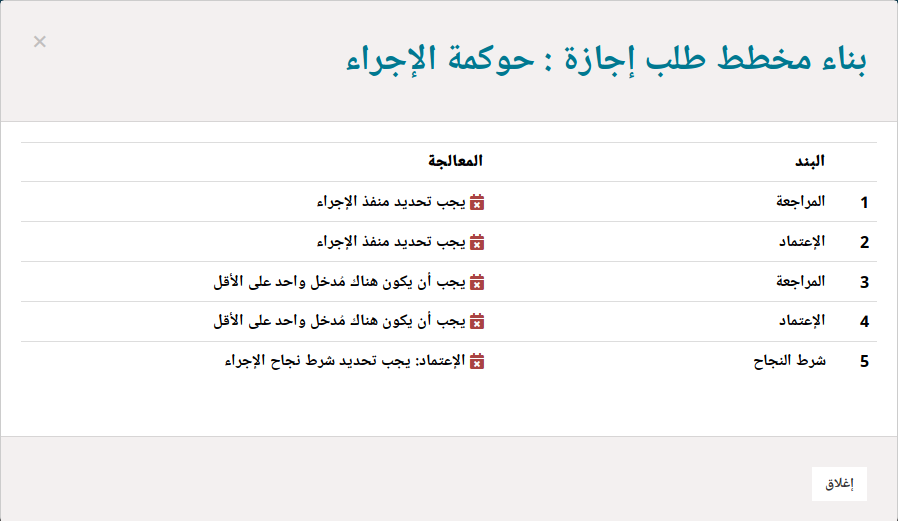 بناء مخطط طلب إجازة : حوكمة الإجراء
×
البند المعالجة
1 المراجعة يجب تحديد منفذ الإجراء
2 الإعتماد يجب تحديد منفذ الإجراء
3 المراجعة يجب أن يكون هناك مُدخل واحد على الأقل
4 الإعتماد يجب أن يكون هناك مُدخل واحد على الأقل
5 شرط النجاح الإعتماد: يجب تحديد شرط نجاح الإجراء
إغلاق